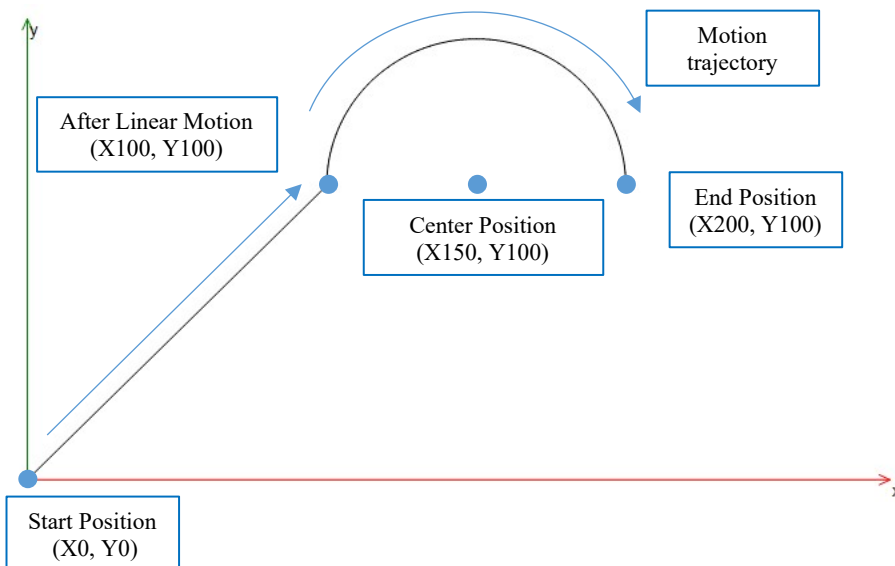 y
Motion
trajectory
After Linear Motion
(X100, Y100)
Center Position
(X150, Y100)
End Position
(X200, Y100)
x
Start Position
(X0, Y0)